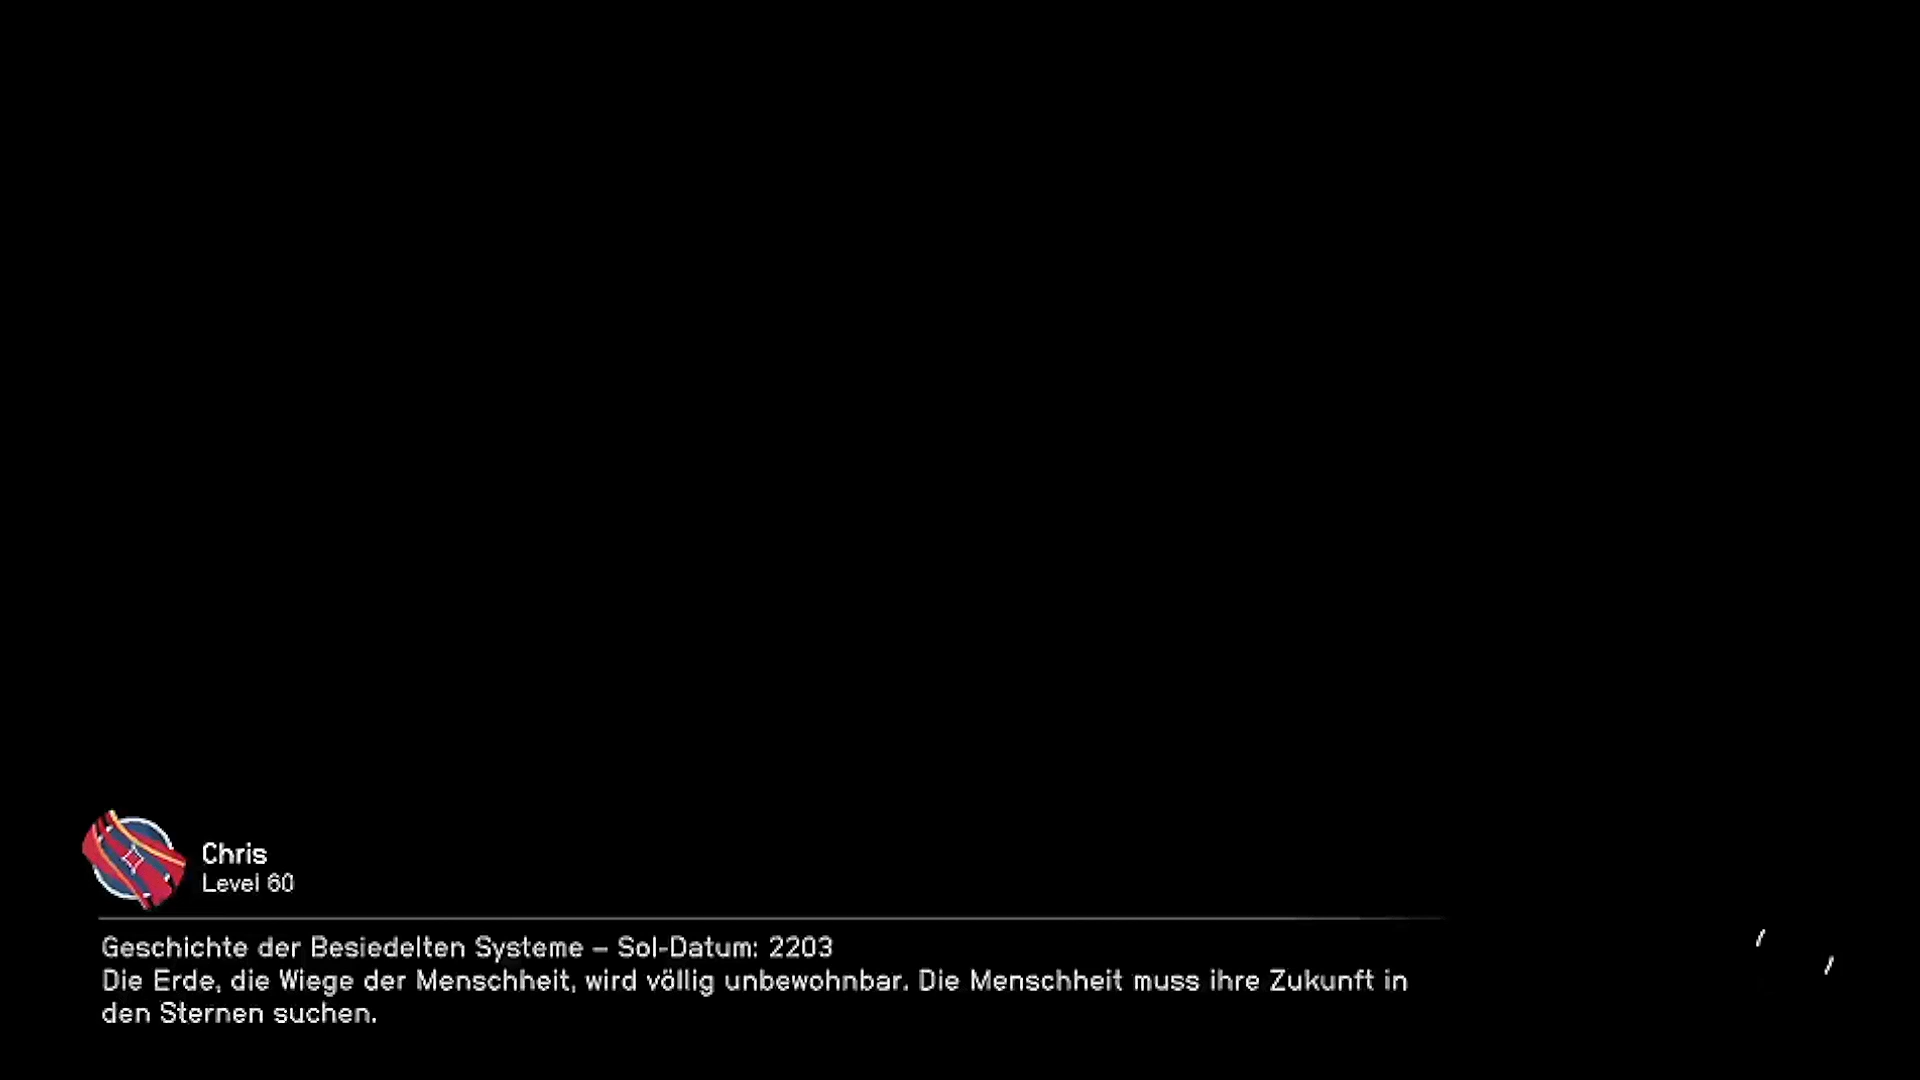 Chris
Level 60
Geschichte der Besiedelten Systeme – Sol-Datum: 2203
Die Erde, die Wiege der Menschheit, wird völlig unbewohnbar. Die Menschheit muss ihre Zukunft in
den Sternen suchen.